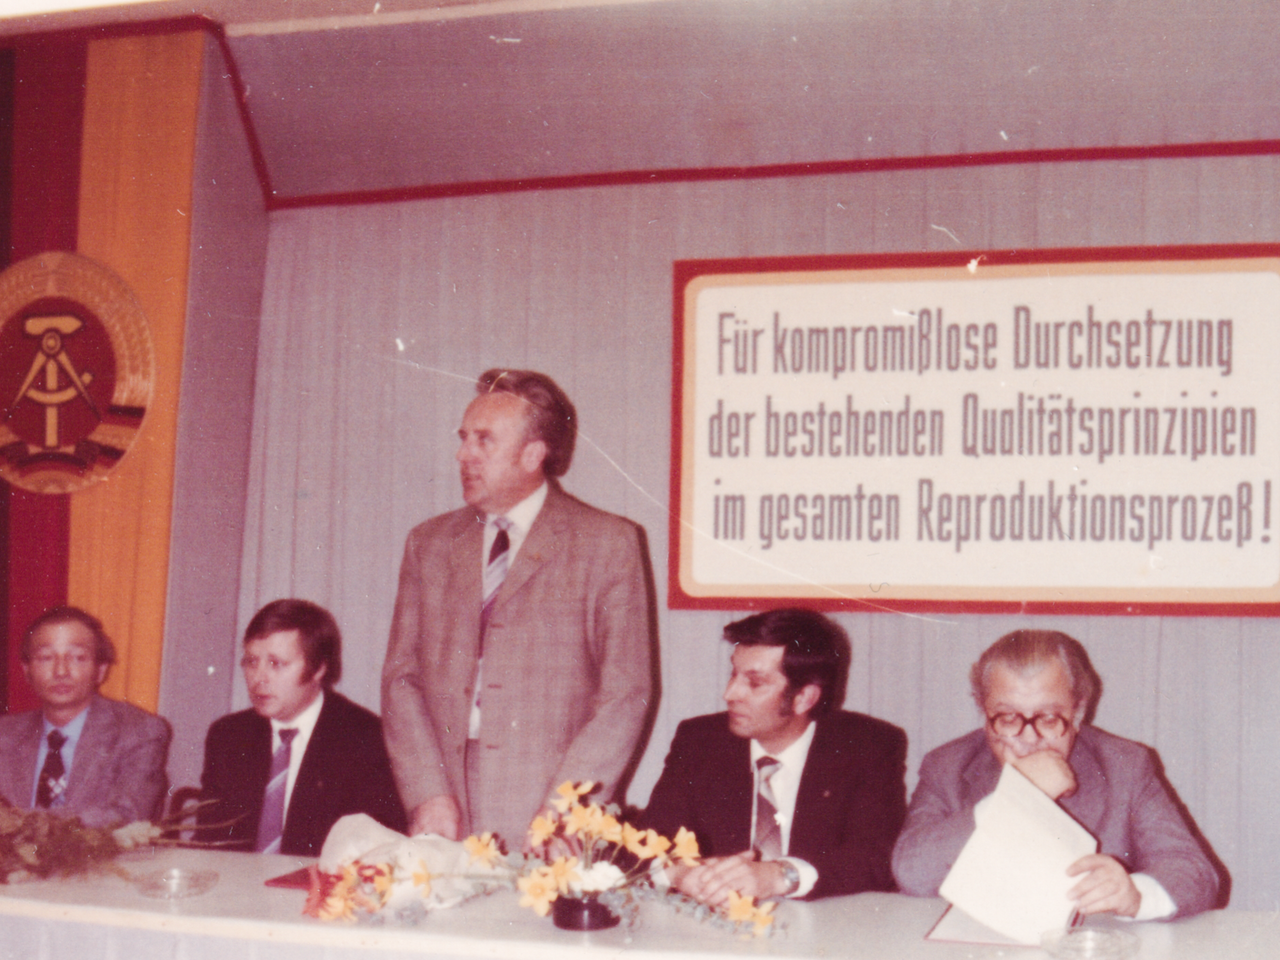 Für kompromißlose Durchsetzung
der bestehenden Qualitätsprinzipien
im gesamten Reproduktionsprozeß!